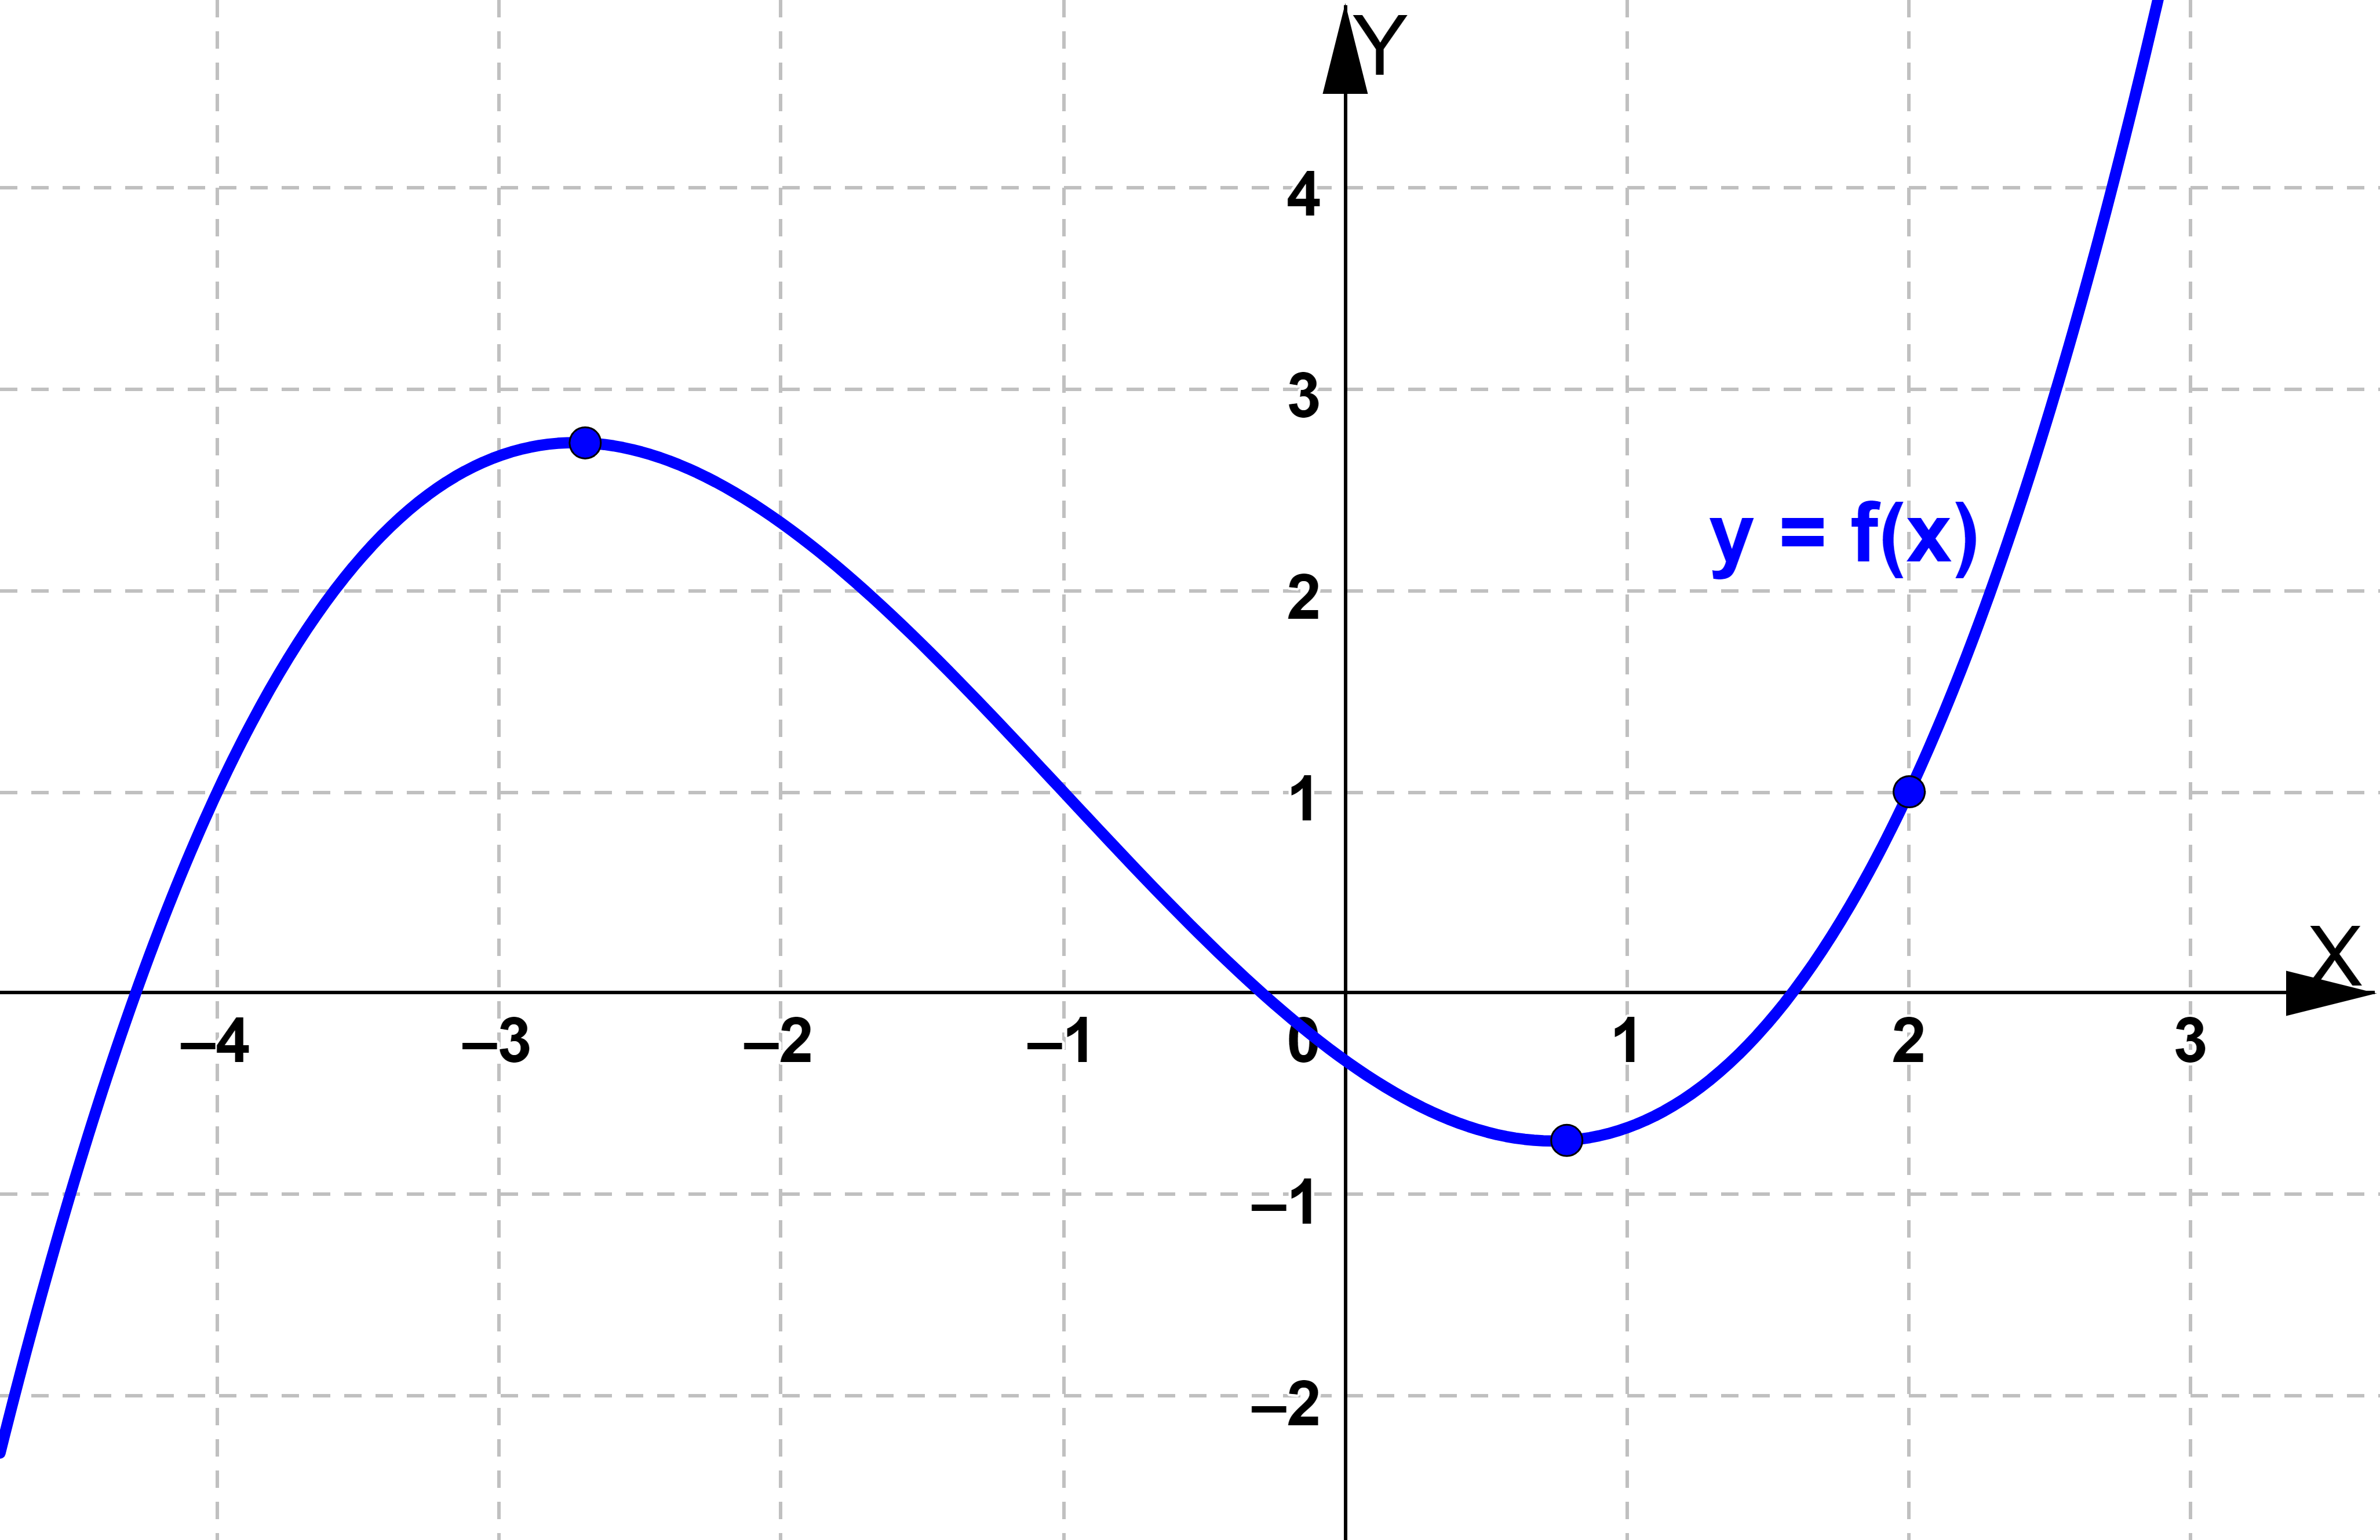 Y
4
3
y = f(x)
2
1
X
–4 –3 –2 –1 0 1 2 3
–1
–2